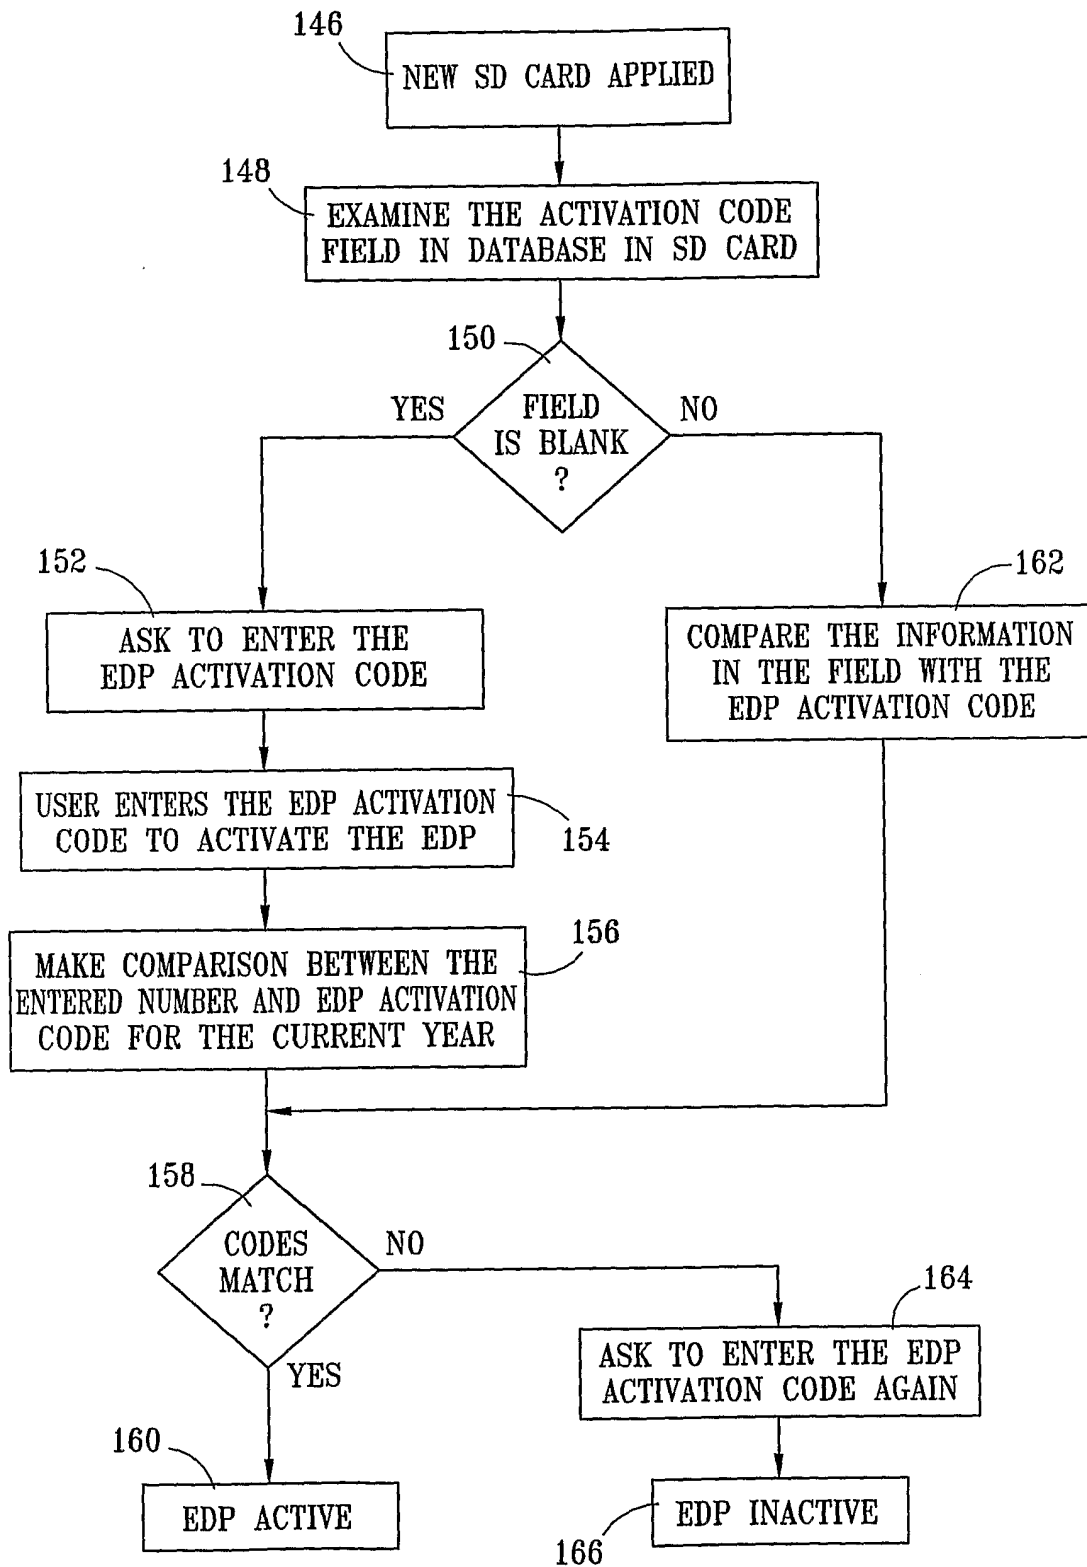 146
NEW SD CARD APPLIED
148
EXAMINE THE ACTIVATION CODE
FIELD IN DATABASE IN SD CARD
150
YES
FIELD
IS BLANK
?
NO
152
ASK TO ENTER THE
EDP ACTIVATION CODE
162
COMPARE THE INFORMATION
IN THE FIELD WITH THE
EDP ACTIVATION CODE
USER ENTERS THE EDP ACTIVATION
CODE TO ACTIVATE THE EDP
154
156
MAKE COMPARISON BETWEEN THE
ENTERED NUMBER AND EDP ACTIVATION
CODE FOR THE CURRENT YEAR
158
CODES
MATCH
?
NO
YES
164
ASK TO ENTER THE EDP
ACTIVATION CODE AGAIN
160
EDP ACTIVE
EDP INACTIVE
166